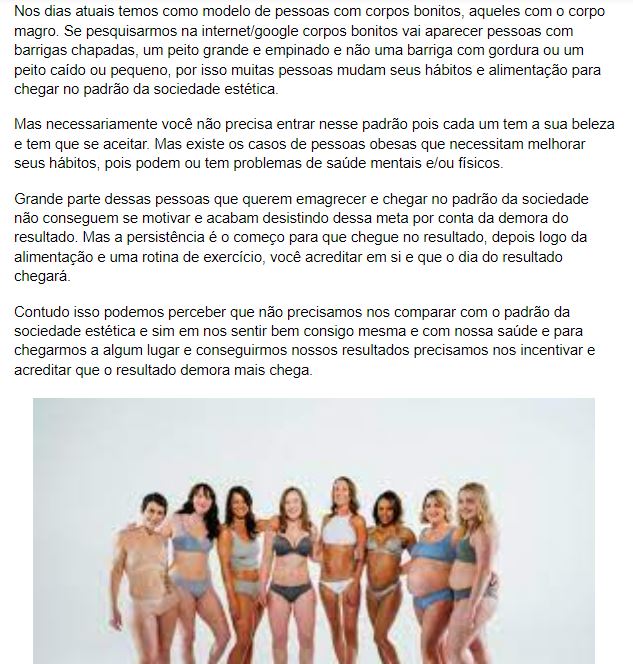 Nos dias atuais temos como modelo de pessoas com corpos bonitos, aqueles com o corpo
magro. Se pesquisarmos na internet/google corpos bonitos vai aparecer pessoas com
barrigas chapadas, um peito grande e empinado e não uma barriga com gordura ou um
peito caído ou pequeno, por isso muitas pessoas mudam seus hábitos e alimentação para
chegar no padrão da sociedade estética.
Mas necessariamente você não precisa entrar nesse padrão pois cada um tem a sua beleza
e tem que se aceitar. Mas existe os casos de pessoas obesas que necessitam melhorar
seus hábitos, pois podem ou tem problemas de saúde mentais e/ou físicos.
Grande parte dessas pessoas que querem emagrecer e chegar no padrão da sociedade
não conseguem se motivar e acabam desistindo dessa meta por conta da demora do
resultado. Mas a persistência é o começo para que chegue no resultado, depois logo da
alimentação e uma rotina de exercício, você acreditar em si e que o dia do resultado
chegará.
Contudo isso podemos perceber que não precisamos nos comparar com o padrão da
sociedade estética e sim em nos sentir bem consigo mesma e com nossa saúde e para
chegarmos a algum lugar e conseguirmos nossos resultados precisamos nos incentivar e
acreditar que o resultado demora mais chega.